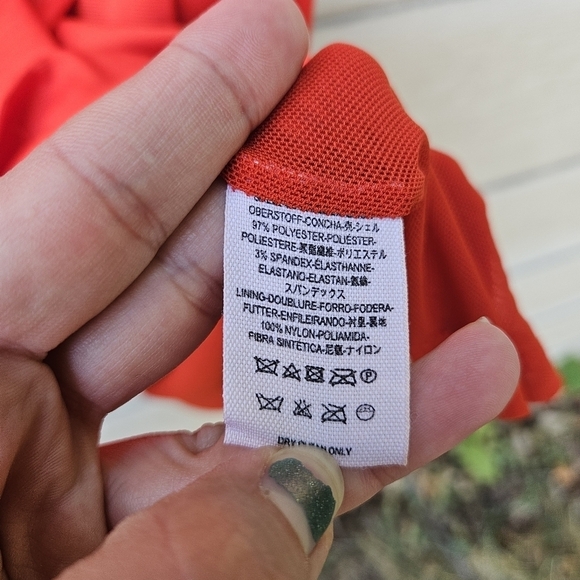 OBERSTOFF-CONCHA-壳-シェル
97% POLYESTER-POLIÉSTER-
POLIESTERE-聚酯纖維-ポリエステル
3% SPANDEX-ÉLASTHANNE-
ELASTANO-ELASTAN-氨綸-
スパンデックス
LINING-DOUBLURE-FORRO-FODERA-
FUTTER-ENFILEIRANDO-衬里-裏地
100% NYLON-POLIAMIDA-
FIBRA SINTÉTICA-尼龍-ナイロン
P
DRY CLEAN ONLY